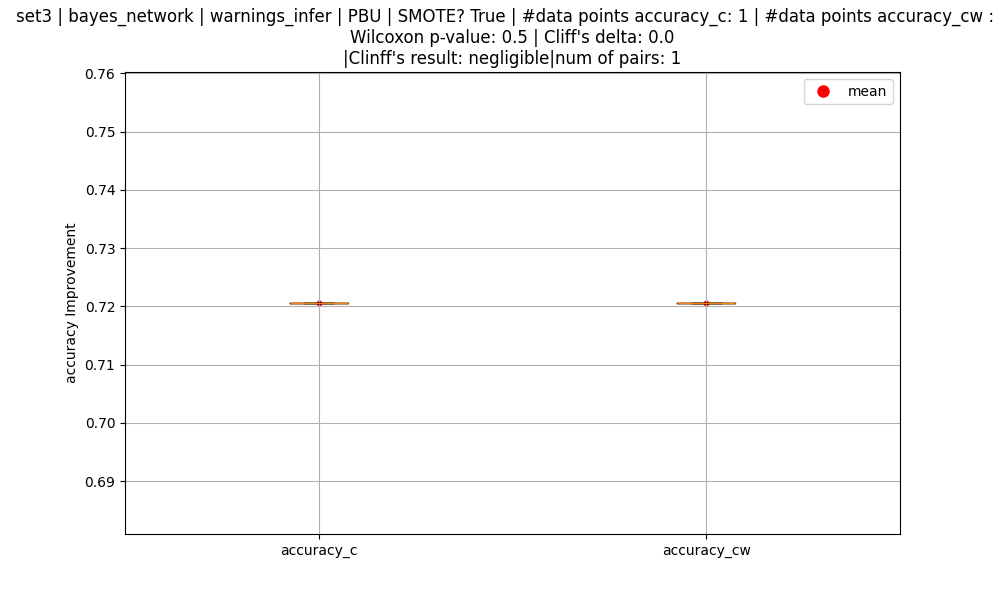 set3 | bayes_network | warnings_infer | PBU | SMOTE? True | #data points accuracy_c: 1 | #data points accuracy_cw :
Wilcoxon p-value: 0.5 | Cliff's delta: 0.0
|Clinff's result: negligible|num of pairs: 1
mean
0.76
0.75
0.74
0.73
0.72
0.71
0.70
0.69
accuracy Improvement
accuracy_c
accuracy_cw